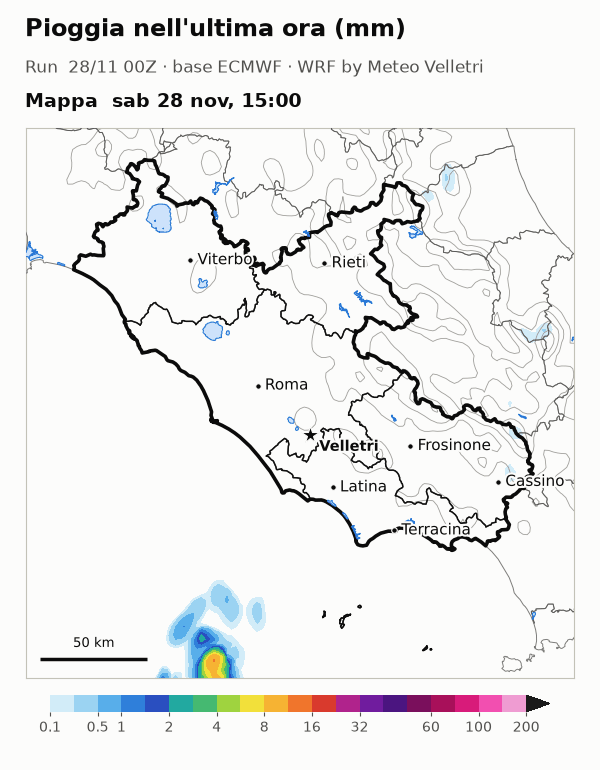 Pioggia nell'ultima ora (mm)
Run 28/11 00Z · base ECMWF · WRF by Meteo Velletri
Mappa sab 28 nov, 15:00
Viterbo
Rieti
Roma
Velletri
Frosinone
Latina
Cassino
Terracina
50 km
0.1 0.5 1 2 4 8 16 32 60 100 200